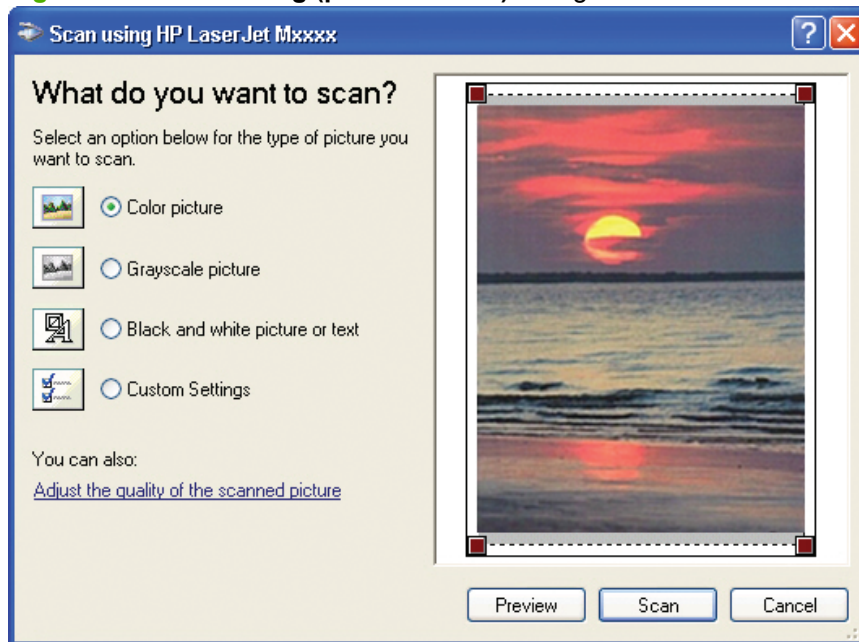 Scan using HP LaserJet Mxxxx
What do you want to scan?
Select an option below for the type of picture you
want to scan.
Color picture
Grayscale picture
Black and white picture or text
Custom Settings
You can also:
Adjust the quality of the scanned picture
Preview
Scan
Cancel